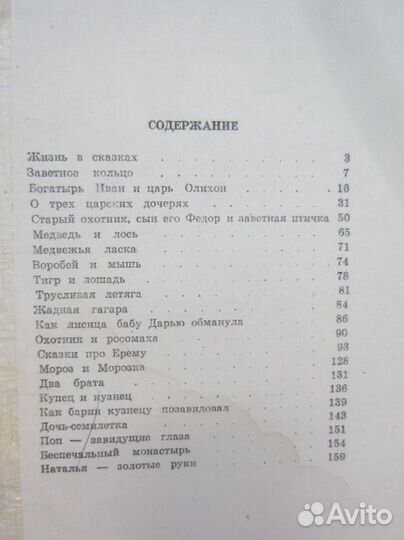 СОДЕРЖАНИЕ
Жизнь в сказках . . . . . . . 3
Заветное кольцо . . . . . . . 7
Богатырь Иван и царь Олихон . . . . 16
О трех царских дочерях . . . . . 31
Старый охотник, сын его Федор и заветная птичка 50
Медведь и лось . . . . . . . 65
Медвежья ласка . . . . . . . 71
Воробей и мышь . . . . . . . 74
Тигр и лошадь . . . . . . . 78
Трусливая летяга . . . . . . . 81
Жадная гагара . . . . . . . 84
Как лисица бабу Дарью обманула . . . . 86
Охотник и росомаха . . . . . . 90
Сказки про Ерему . . . . . . 93
Мороз и Морозка . . . . . . 128
Два брата . . . . . . . 131
Купец и кузнец . . . . . . . 136
Как барин кузнецу позавидовал . . . . 139
Дочь-семилетка . . . . . . . 143
Поп — завидущие глаза . . . . . 151
Беспечальный монастырь . . . . . 154
Наталья — золотые руки . . . . . 159
Avito